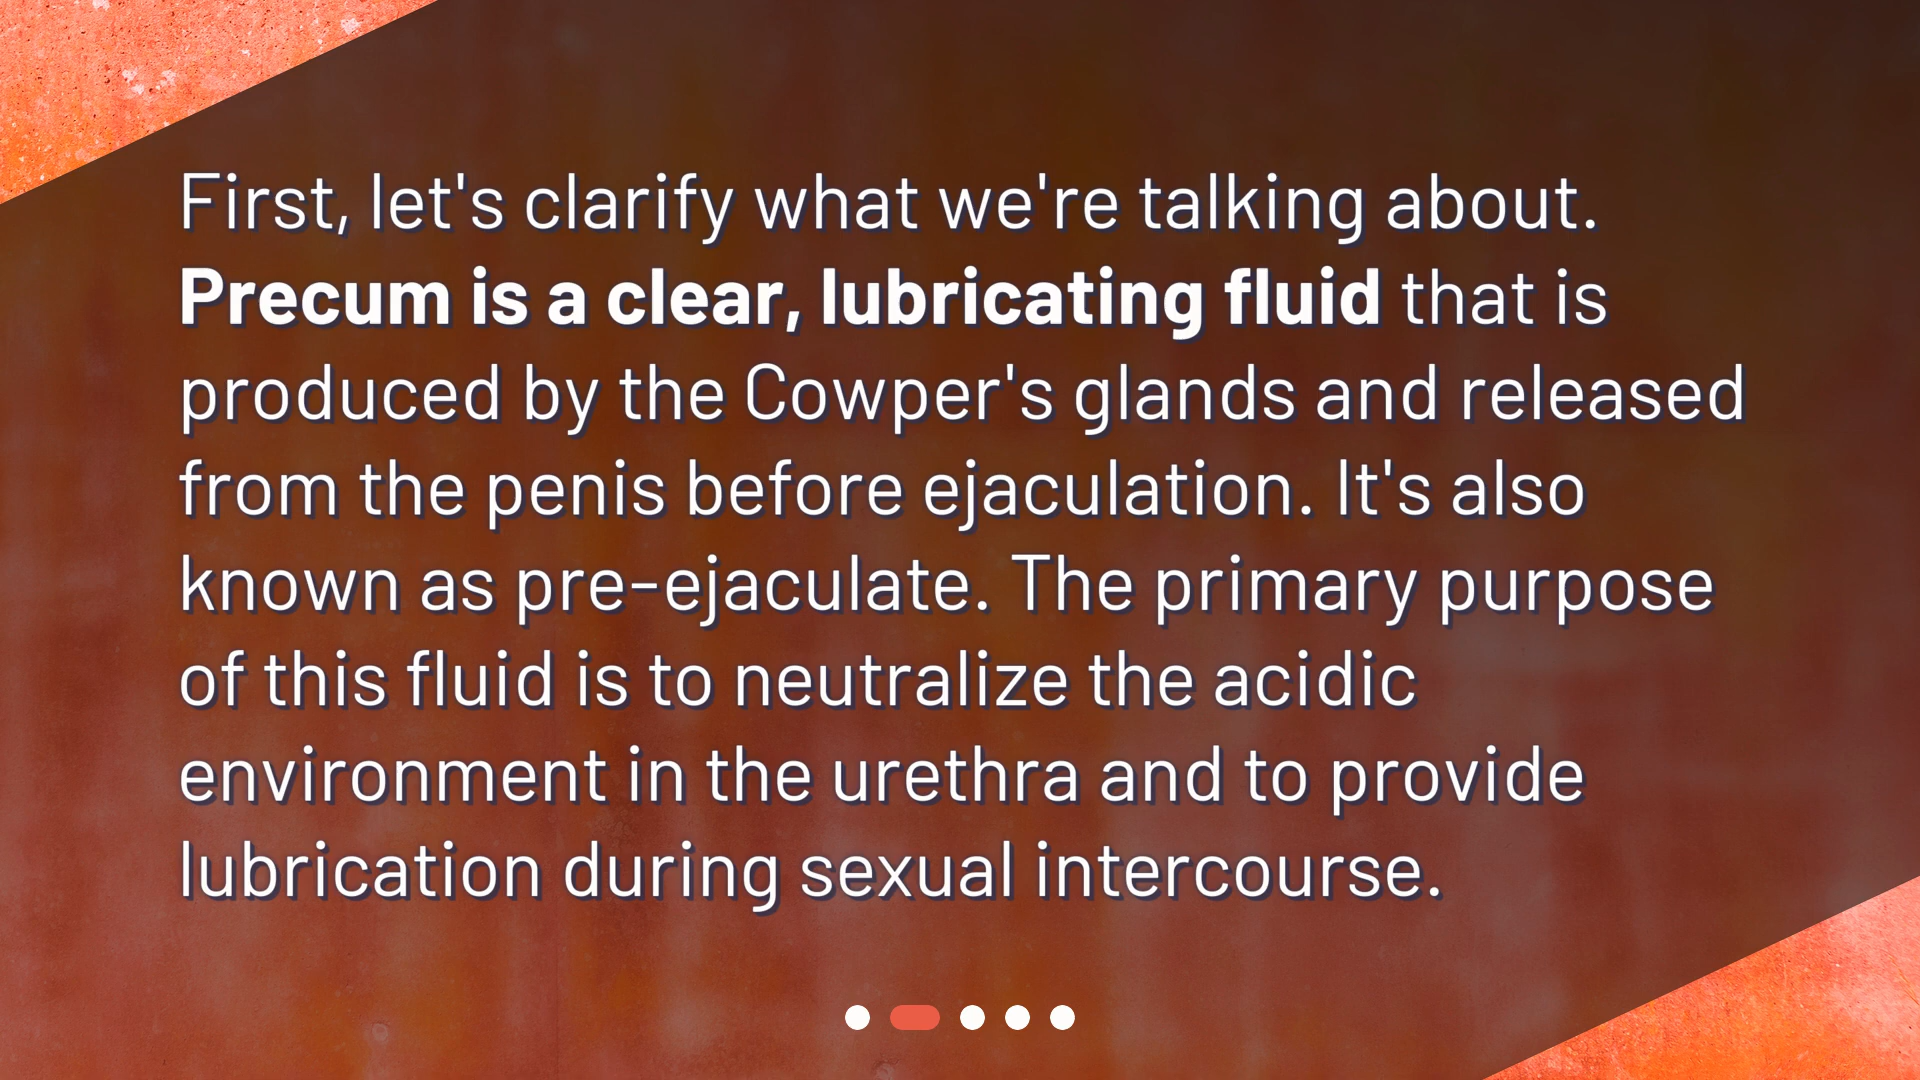 First, let's clarify what we're talking about.
Precum is a clear, lubricating fluid that is
produced by the Cowper's glands and released
from the penis before ejaculation. It's also
known as pre-ejaculate. The primary purpose
of this fluid is to neutralize the acidic
environment in the urethra and to provide
lubrication during sexual intercourse.